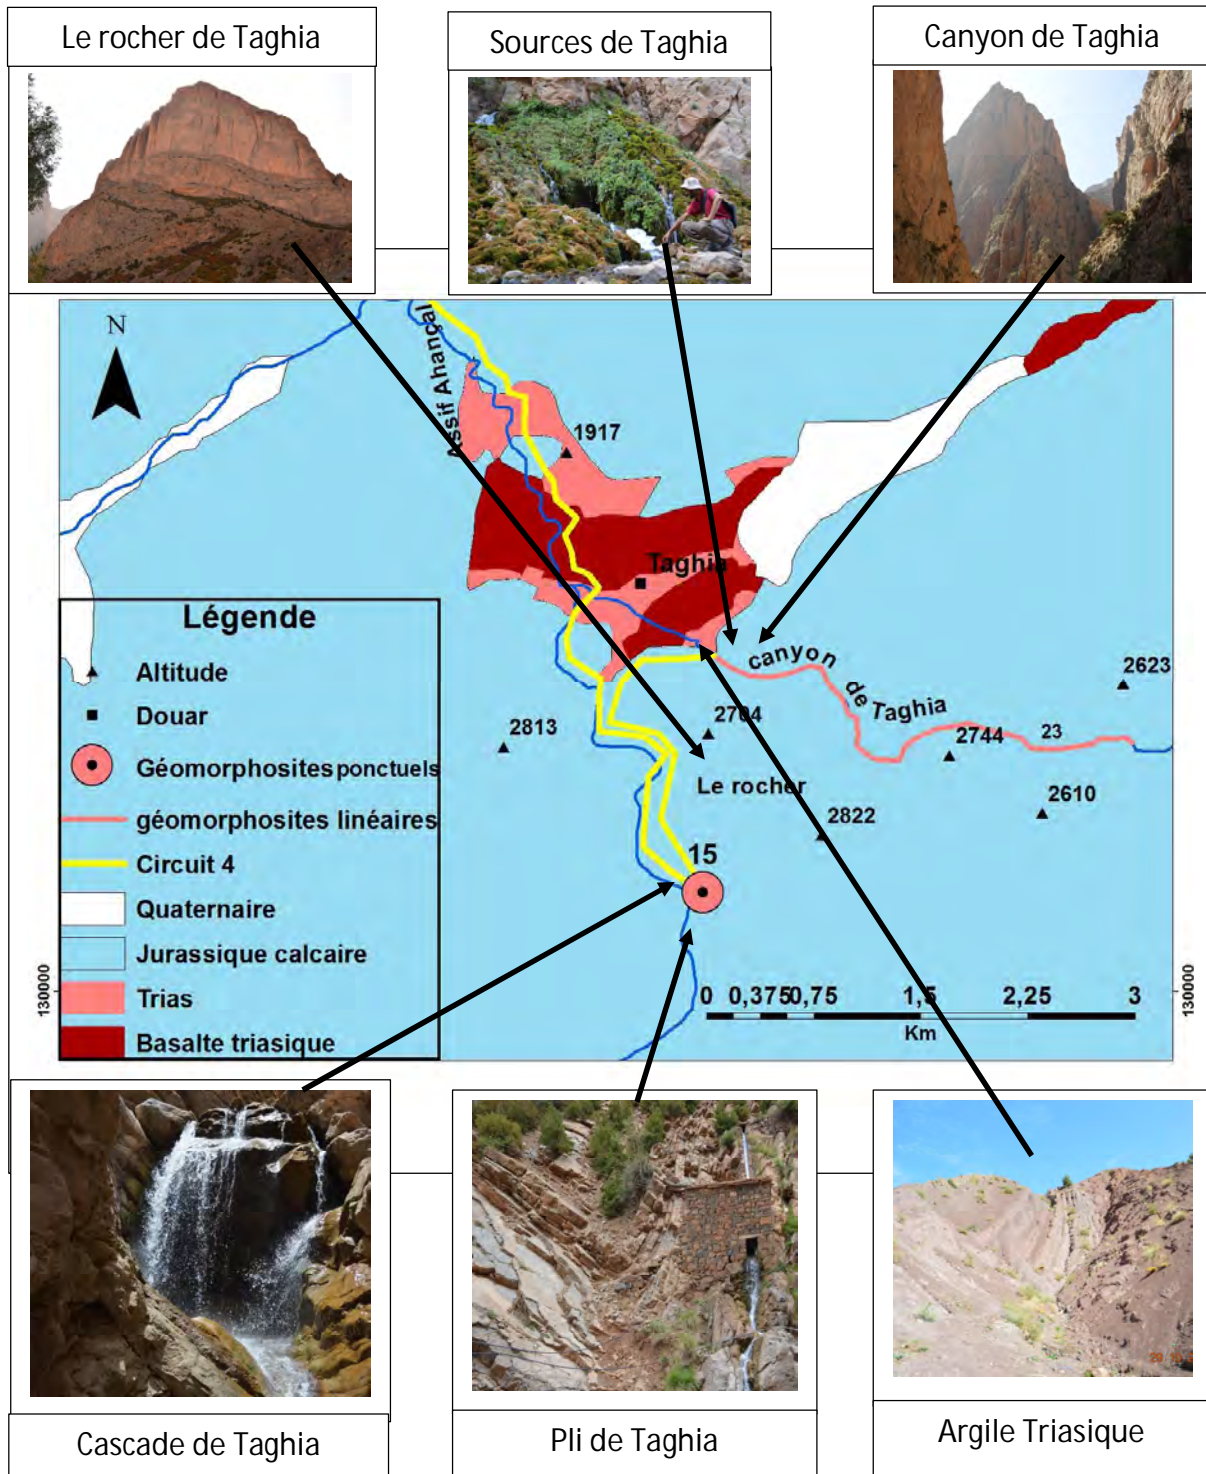 Le rocher de Taghia
Sources de Taghia
Canyon de Taghia
N
Assif Ahançal
1917
Taghia
canyon
de Taghia
2623
2813
2704
2744
23
Le rocher
2610
2822
15
Légende
Altitude
Douar
Géomorphosites ponctuels
géomorphosites linéaires
Circuit 4
Quaternaire
Jurassique calcaire
Trias
Basalte triasique
130000
130000
0 0,375 0,75 1,5 2,25 3
Km
Cascade de Taghia
Pli de Taghia
Argile Triasique